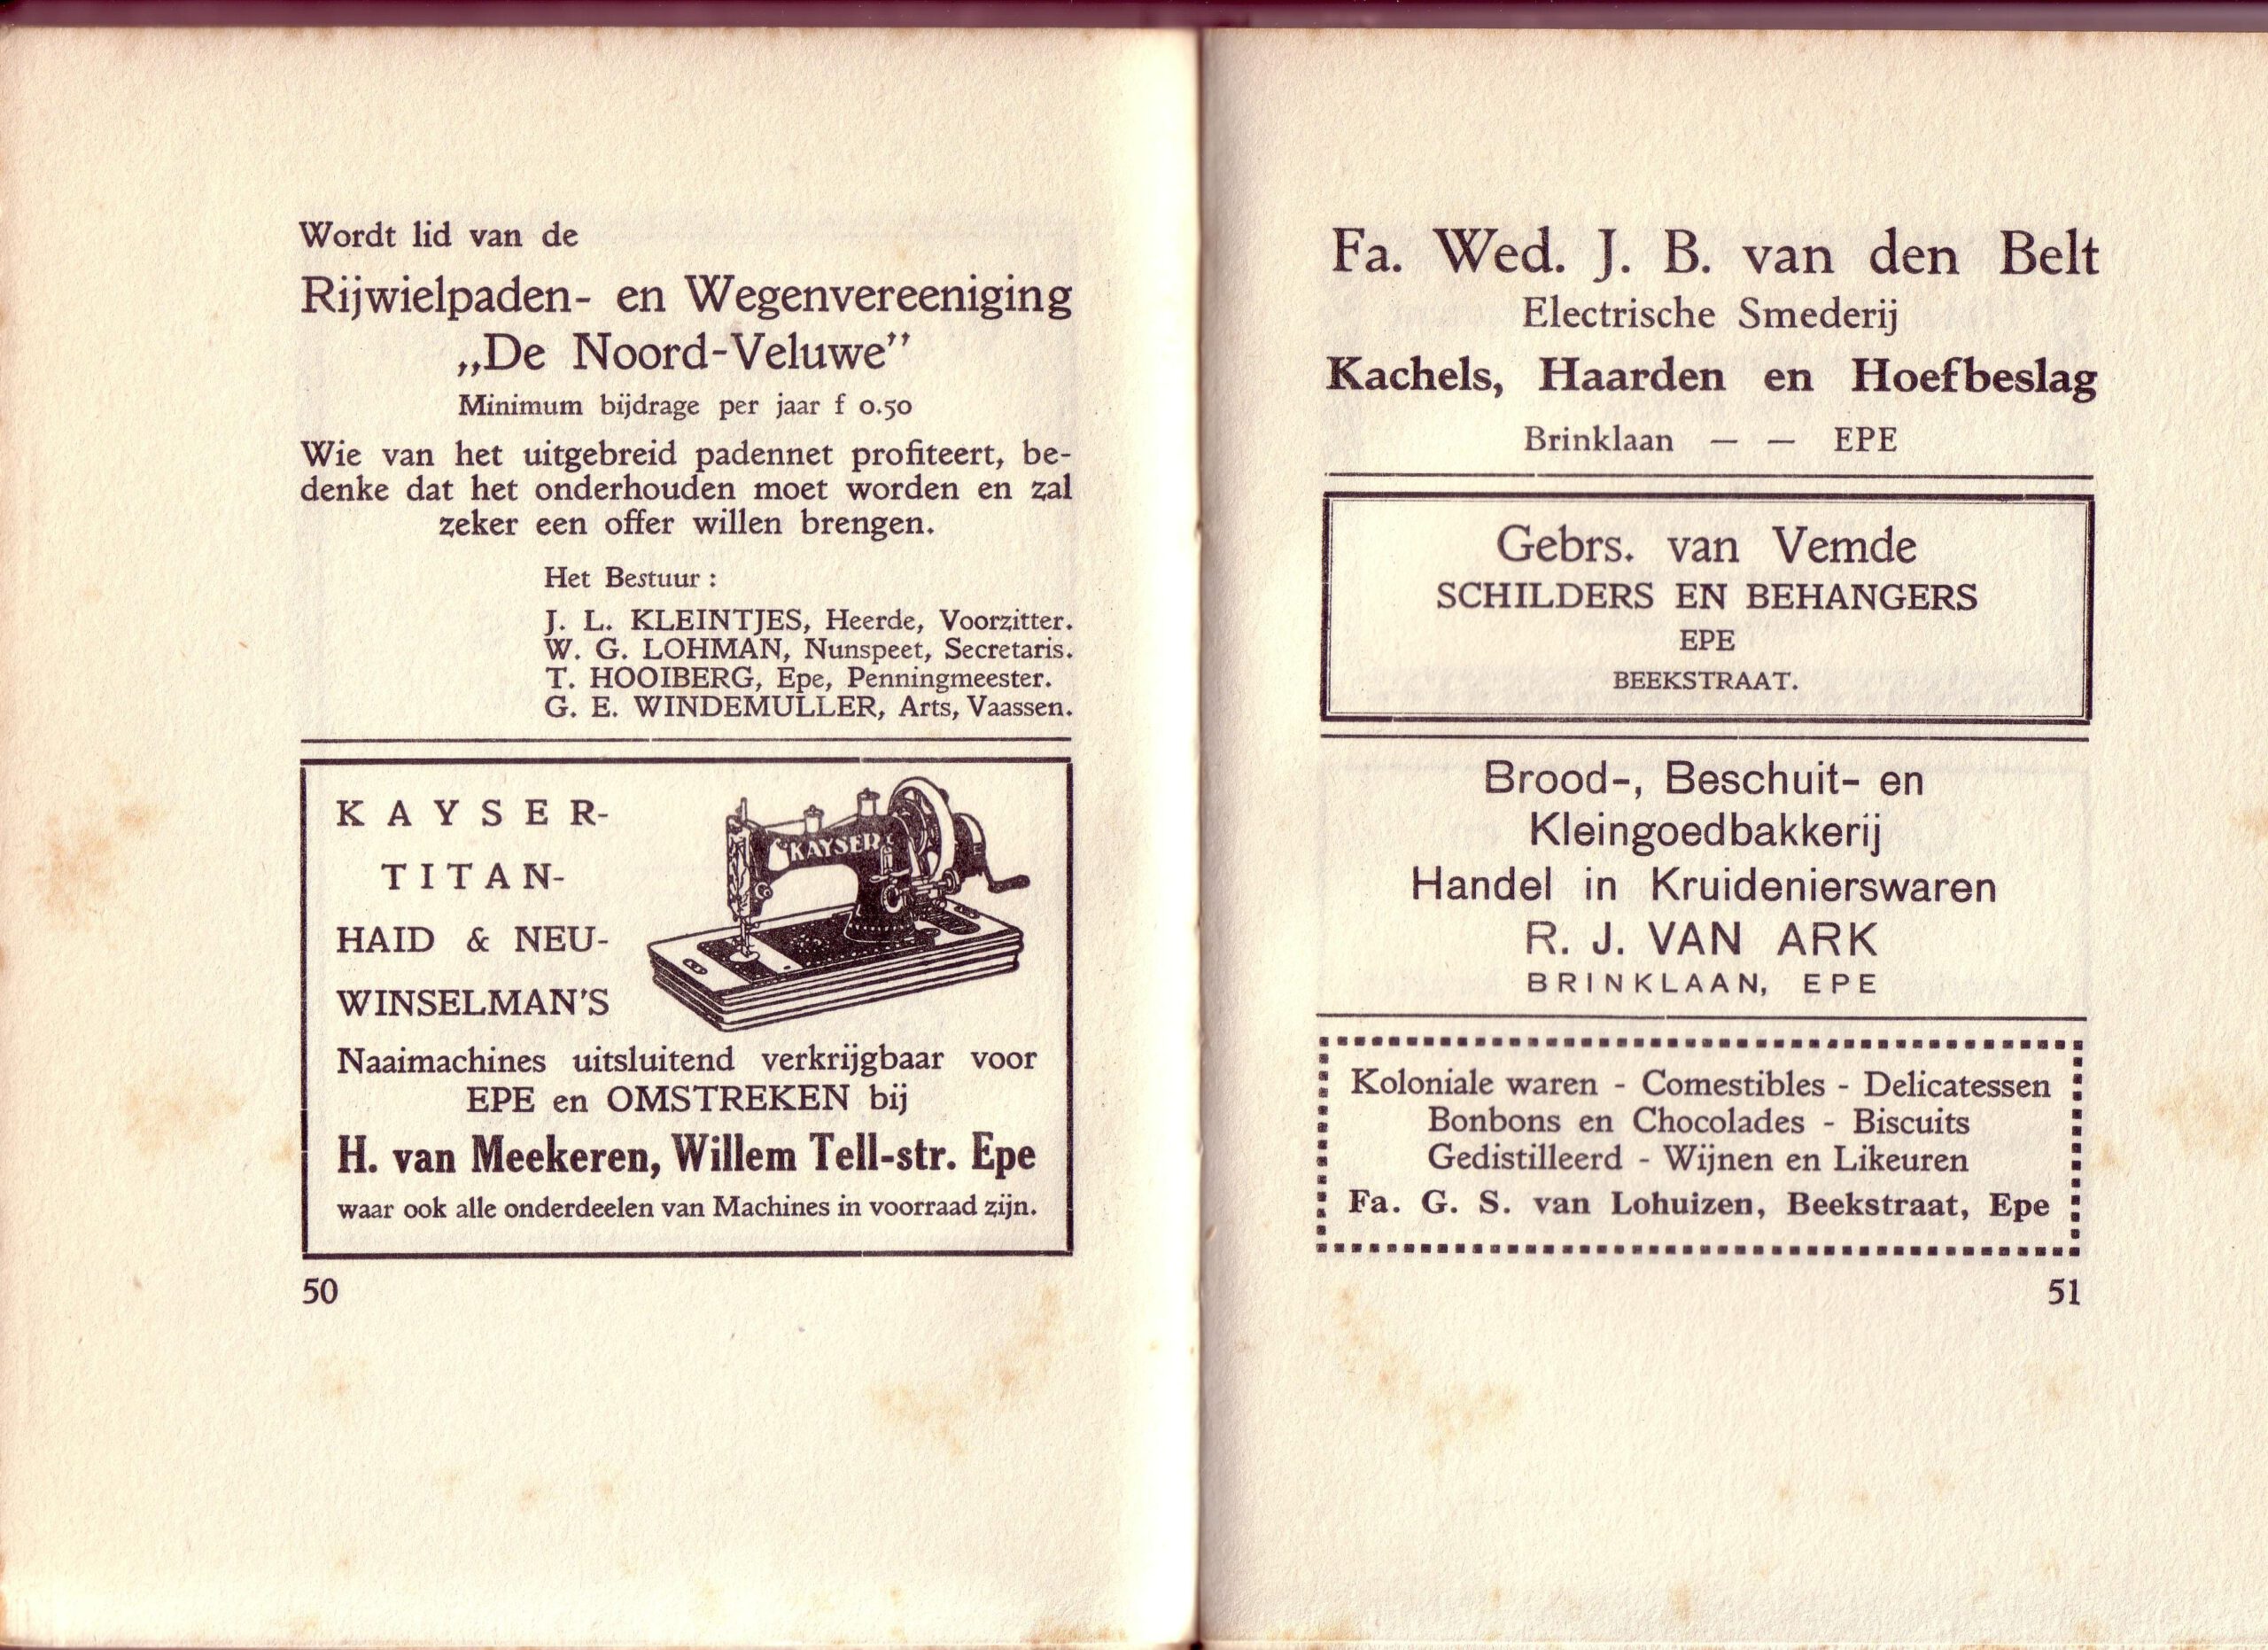 Wordt lid van de
Rijwielpaden- en Wegenvereeniging
„De Noord-Veluwe”
Minimum bijdrage per jaar f 0.50
Wie van het uitgebreid padennet profiteert, be-
denke dat het onderhouden moet worden en zal
zeker een offer willen brengen.
Het Bestuur :
J. L. KLEINTJES, Heerde, Voorzitter.
W. G. LOHMAN, Nunspeet, Secretaris.
T. HOOIBERG, Epe, Penningmeester.
G. E. WINDEMULLER, Arts, Vaassen.
KAYSER-
TITAN-
HAID & NEU-
WINSELMAN'S
KAYSER
Naaimachines uitsluitend verkrijgbaar voor
EPE en OMSTREKEN bij
H. van Meekeren, Willem Tell-str. Epe
waar ook alle onderdeelen van Machines in voorraad zijn.
50
Fa. Wed. J. B. van den Belt
Electrische Smederij
Kachels, Haarden en Hoefbeslag
Brinklaan — — EPE
Gebrs. van Vemde
SCHILDERS EN BEHANGERS
EPE
BEEKSTRAAT.
Brood-, Beschuit- en
Kleingoedbakkerij
Handel in Kruidenierswaren
R. J. VAN ARK
BRINKLAAN, EPE
Koloniale waren - Comestibles - Delicatessen
Bonbons en Chocolades - Biscuits
Gedistilleerd - Wijnen en Likeuren
Fa. G. S. van Lohuizen, Beekstraat, Epe
51